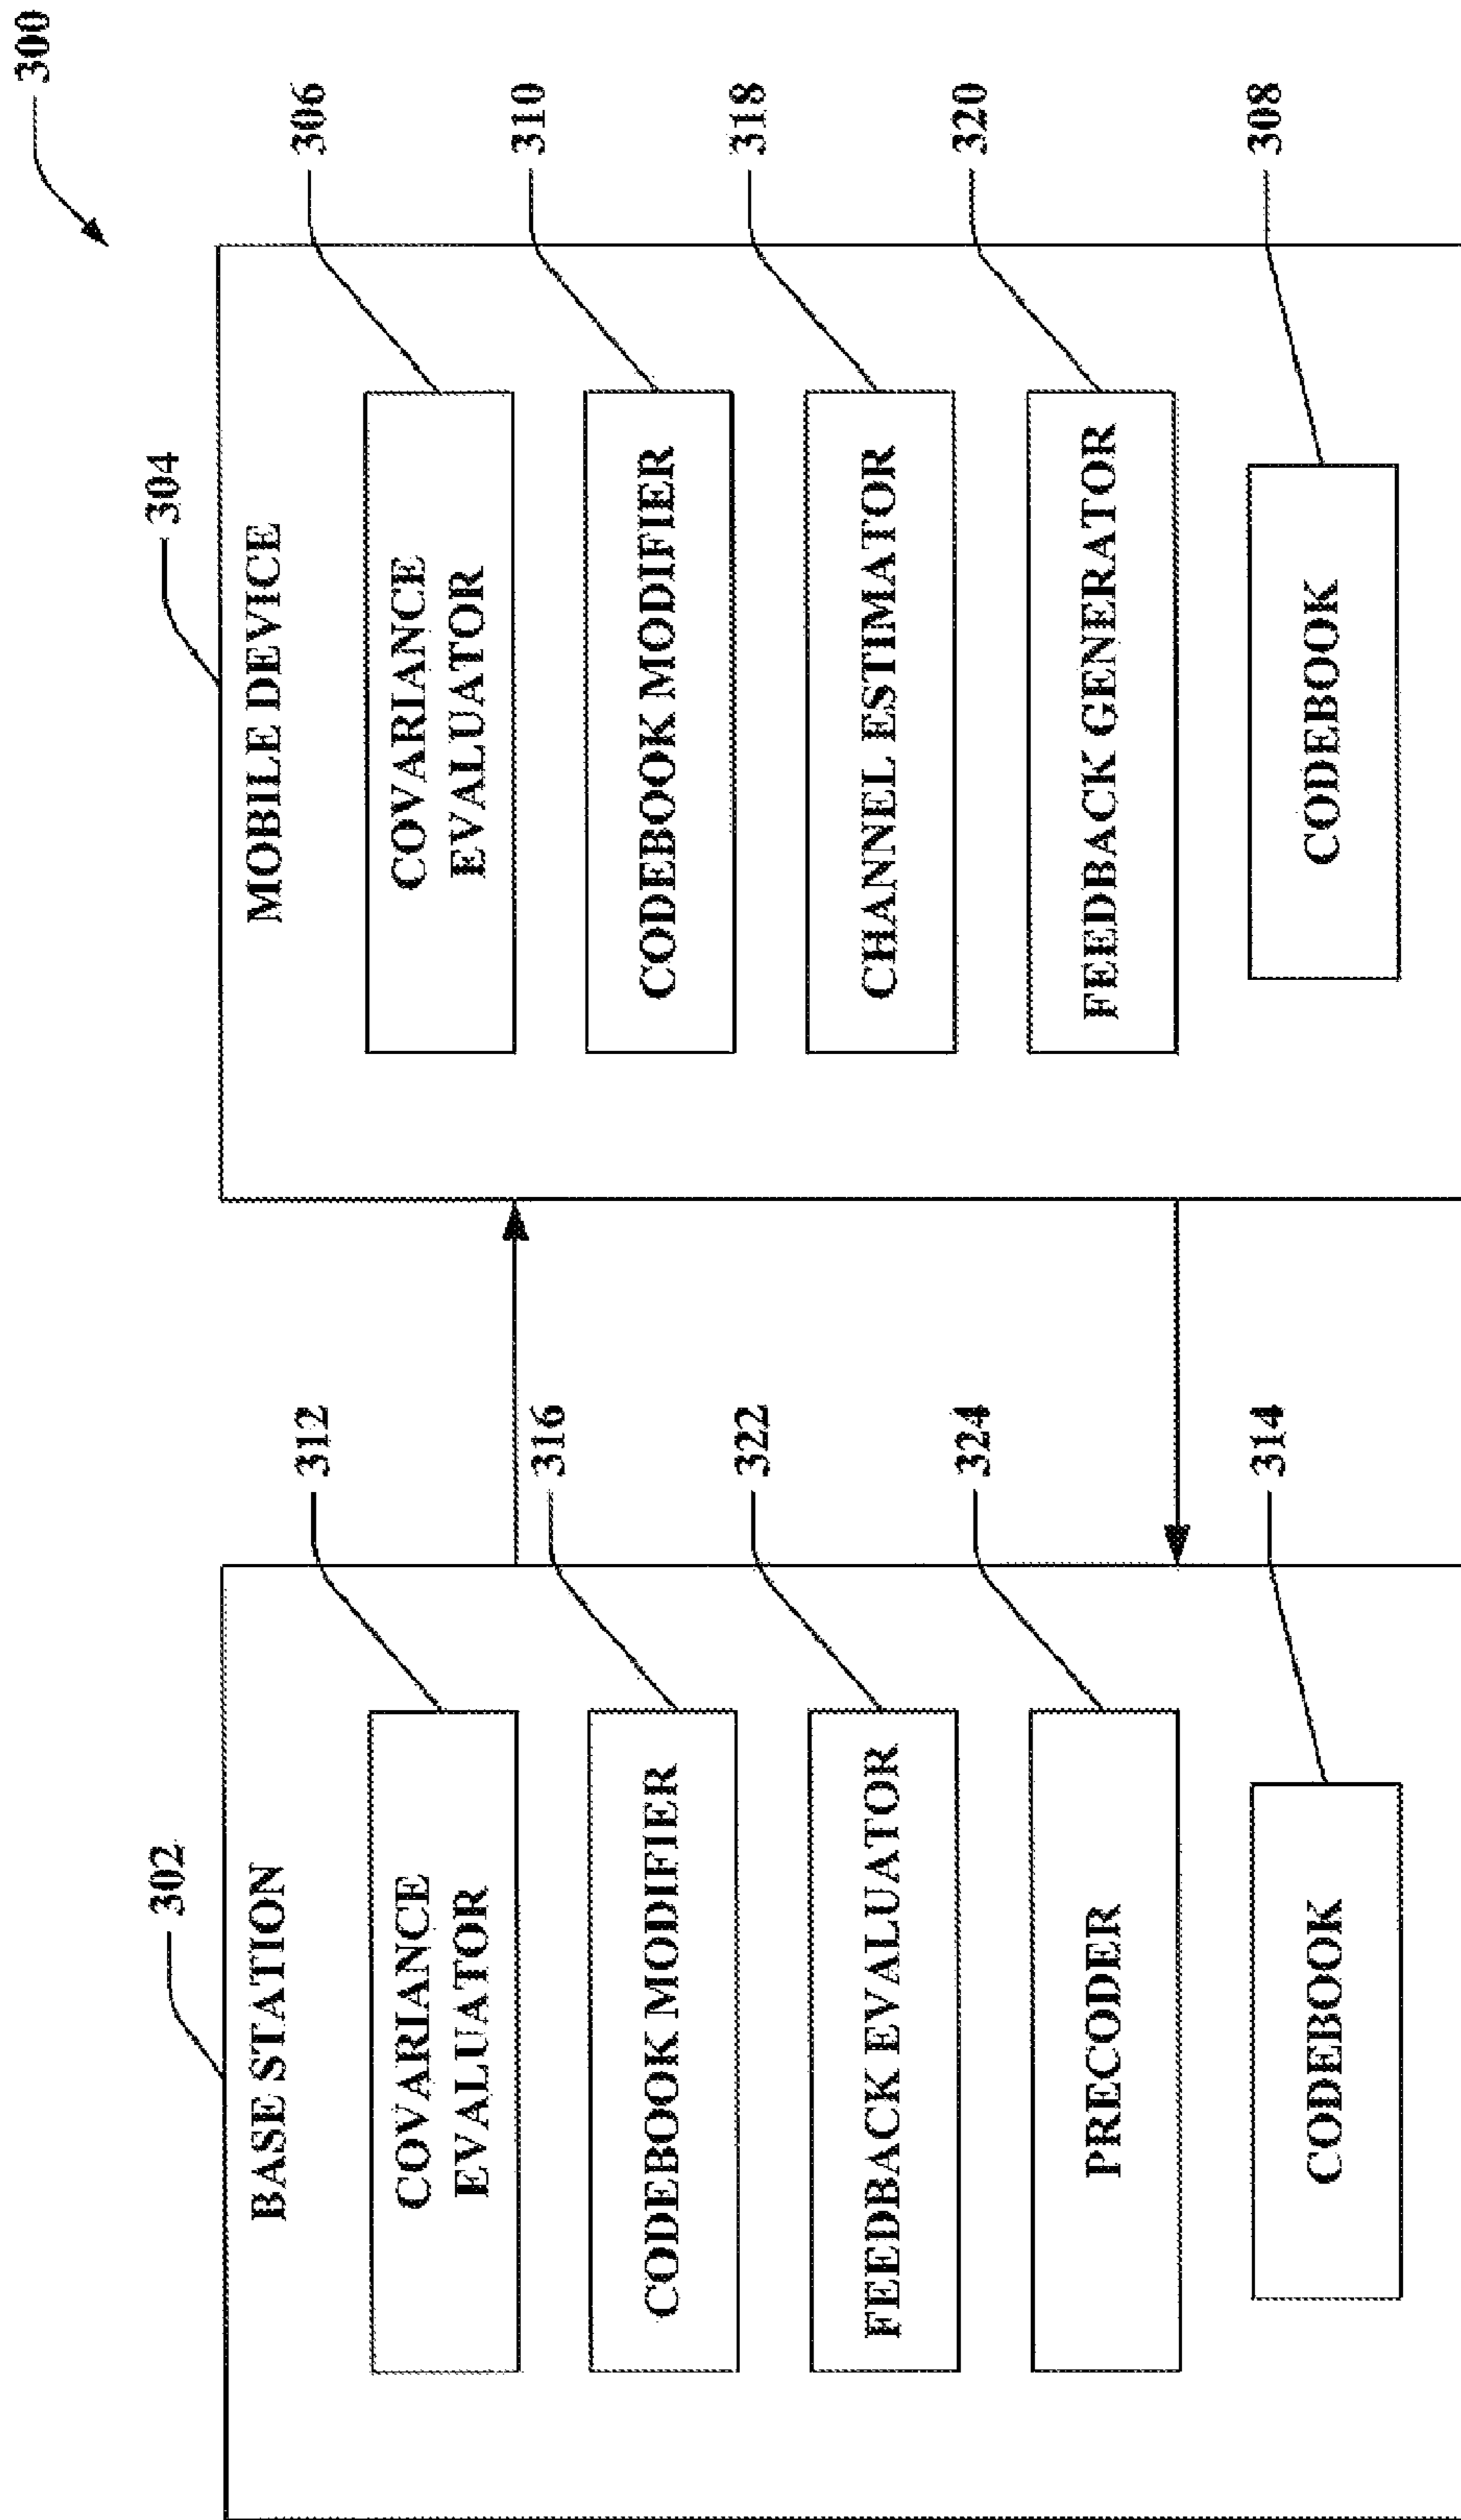 300
302
BASE STATION
COVARIANCE
EVALUATOR
312
CODEBOOK MODIFIER
316
FEEDBACK EVALUATOR
322
PRECODER
324
CODEBOOK
314
304
MOBILE DEVICE
COVARIANCE
EVALUATOR
306
CODEBOOK MODIFIER
310
CHANNEL ESTIMATOR
318
FEEDBACK GENERATOR
320
CODEBOOK
308